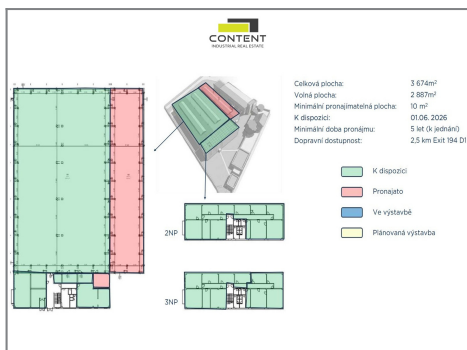 CONTENT
INDUSTRIAL REAL ESTATE
Celková plocha: 3 674m²
Volná plocha: 2 887m²
Minimální pronajímatelná plocha: 10 m²
K dispozici: 01.06. 2026
Minimální doba pronájmu: 5 let (k jednání)
Dopravní dostupnost: 2,5 km Exit 194 D1
K dispozici
Pronajato
Ve výstavbě
Plánovaná výstavba
2NP
3NP